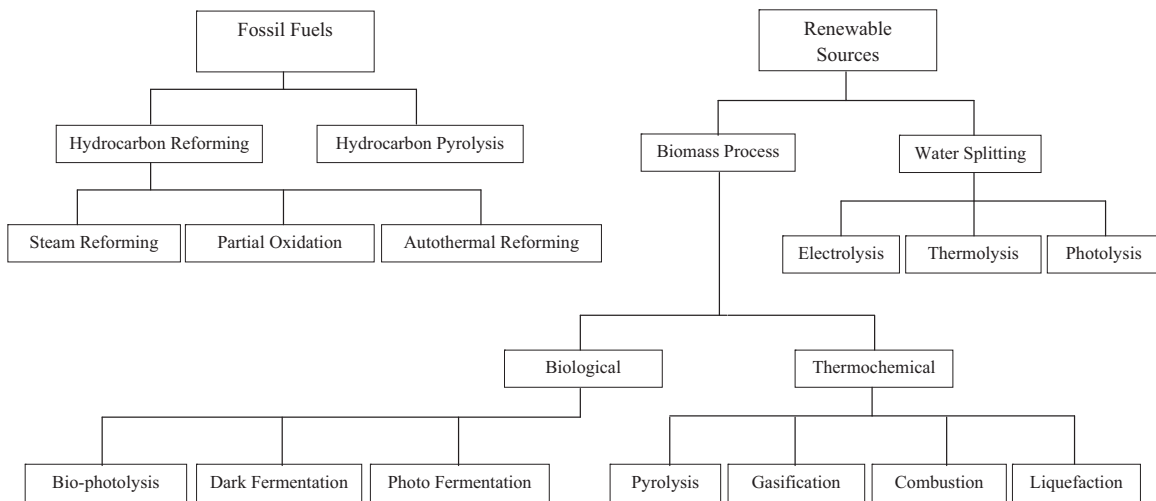 Fossil Fuels
Renewable
Sources
Hydrocarbon Reforming
Hydrocarbon Pyrolysis
Biomass Process
Water Splitting
Steam Reforming
Partial Oxidation
Autothermal Reforming
Electrolysis
Thermolysis
Photolysis
Biological
Thermochemical
Bio-photolysis
Dark Fermentation
Photo Fermentation
Pyrolysis
Gasification
Combustion
Liquefaction